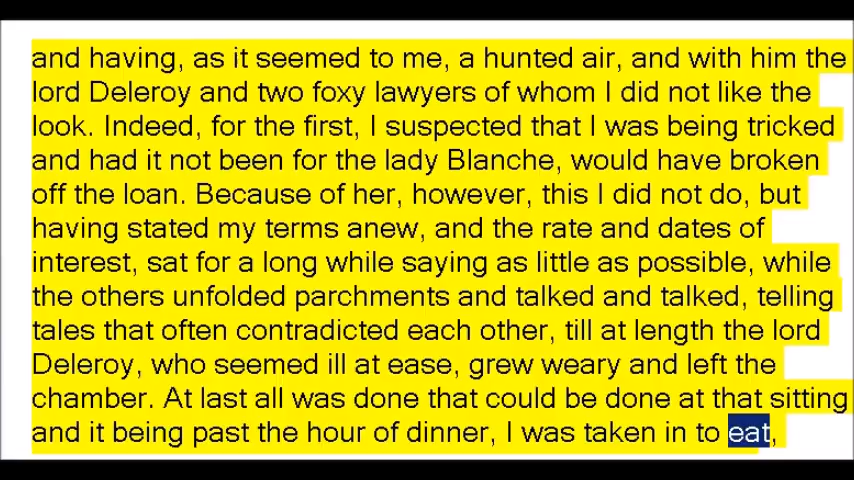 and having, as it seemed to me, a hunted air, and with him the
lord Deleroy and two foxy lawyers of whom I did not like the
look. Indeed, for the first, I suspected that I was being tricked
and had it not been for the lady Blanche, would have broken
off the loan. Because of her, however, this I did not do, but
having stated my terms anew, and the rate and dates of
interest, sat for a long while saying as little as possible, while
the others unfolded parchments and talked and talked, telling
tales that often contradicted each other, till at length the lord
Deleroy, who seemed ill at ease, grew weary and left the
chamber. At last all was done that could be done at that sitting
and it being past the hour of dinner, I was taken in to eat,